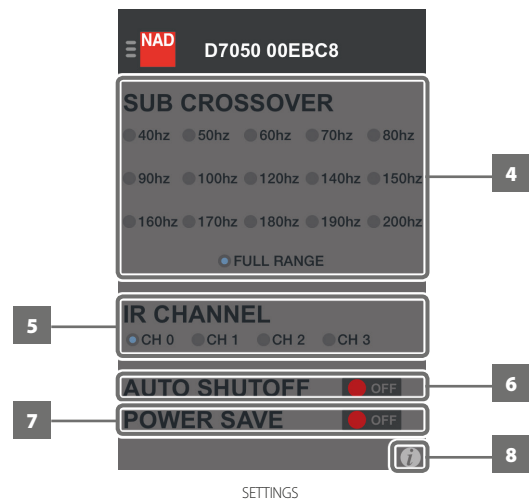 NAD D7050 00EBC8
SUB CROSSOVER
40hz 50hz 60hz 70hz 80hz
90hz 100hz 120hz 140hz 150hz
4
160hz 170hz 180hz 190hz 200hz
FULL RANGE
IR CHANNEL
5
CH 0 CH 1 CH 2 CH 3
AUTO SHUTOFF OFF
6
7
POWER SAVE OFF
i
8
SETTINGS